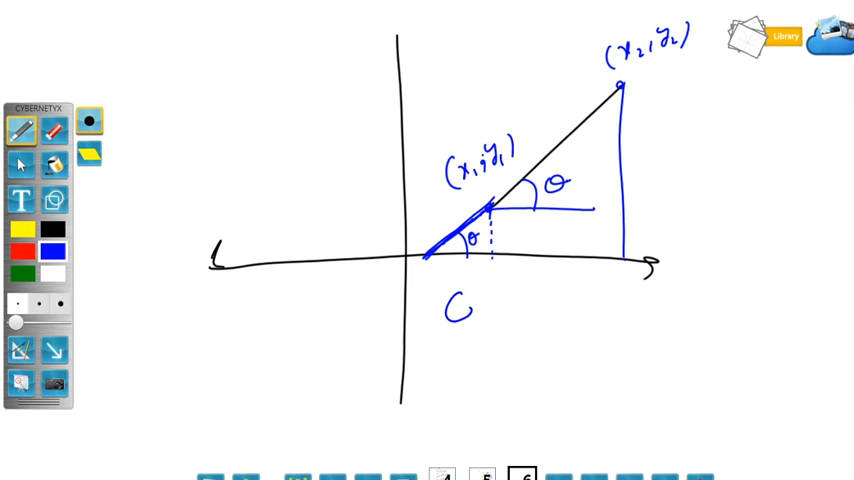 Library
(x₂, y₂)
CYBERNETYX
(x₁, y₁)
θ
θ
T
C
4 5 6